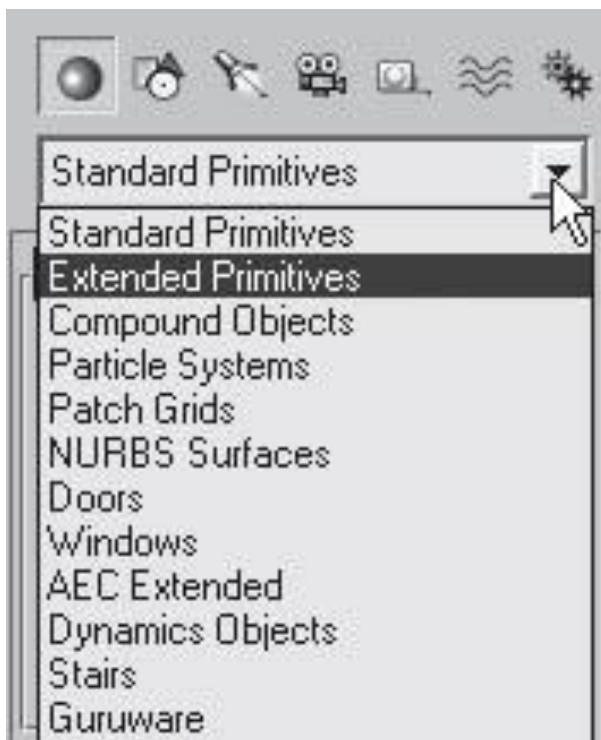 Standard Primitives
Standard Primitives
Extended Primitives
Compound Objects
Particle Systems
Patch Grids
NURBS Surfaces
Doors
Windows
AEC Extended
Dynamics Objects
Stairs
Guruware